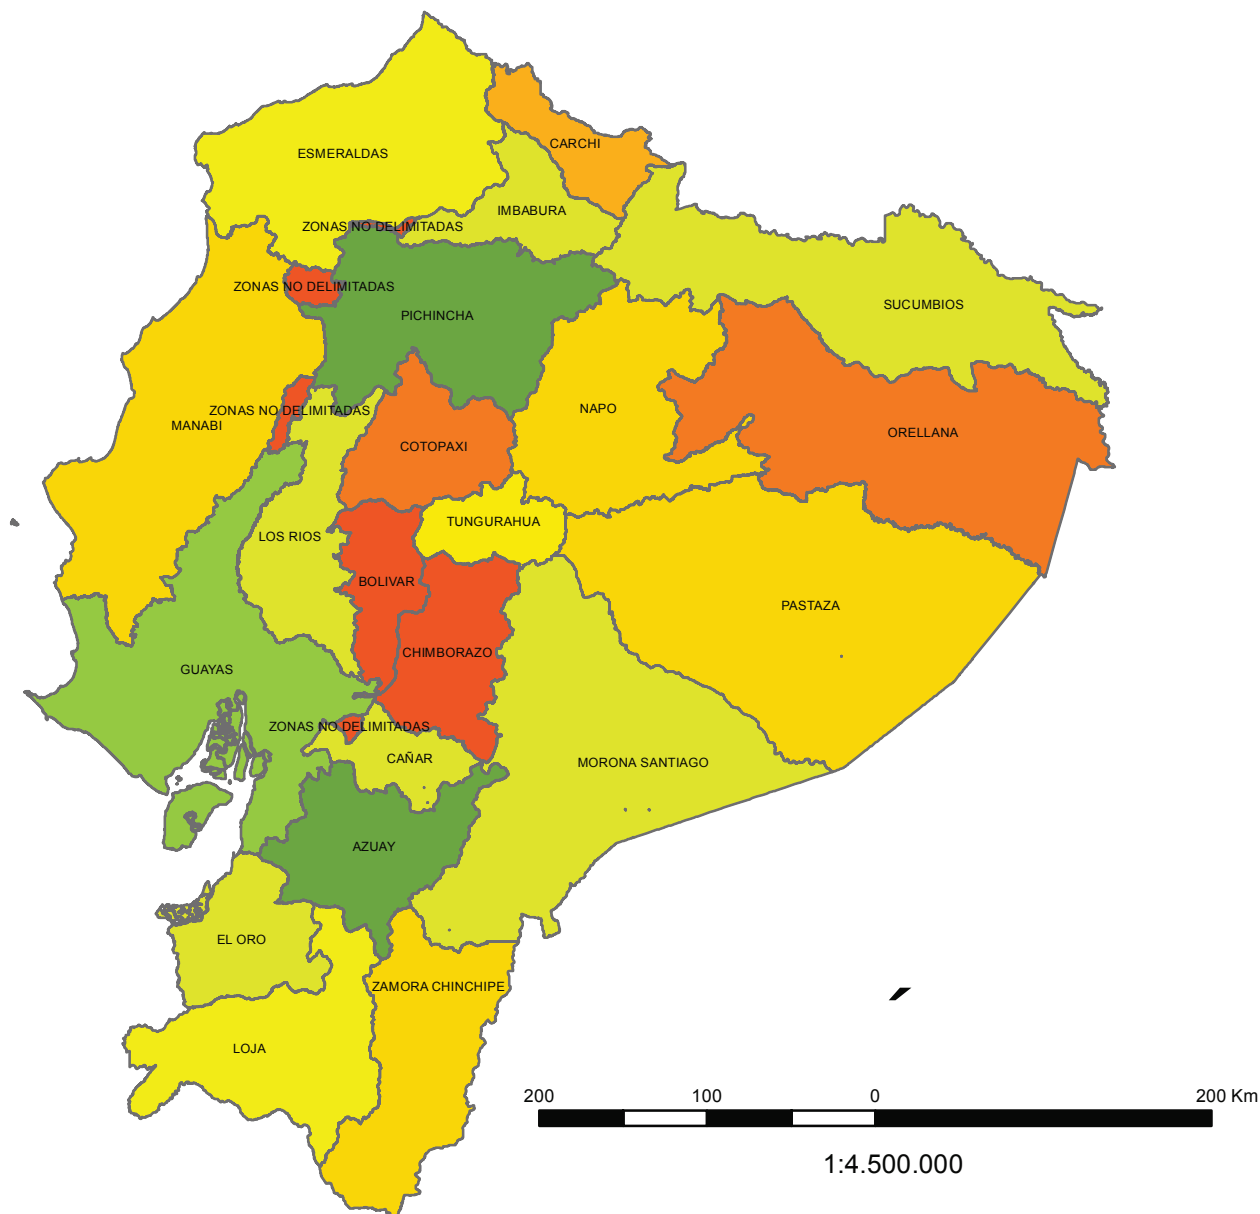 CARCHI
ESMERALDAS
IMBABURA
ZONAS NO DELIMITADAS
ZONAS NO DELIMITADAS
SUCUMBIOS
PICHINCHA
NAPO
ZONAS NO DELIMITADAS
MANABI
ORELLANA
COTOPAXI
TUNGURAHUA
LOS RIOS
BOLIVAR
PASTAZA
CHIMBORAZO
GUAYAS
ZONAS NO DELIMITADAS
CAÑAR
MORONA SANTIAGO
AZUAY
EL ORO
ZAMORA CHINCHIPE
LOJA
200 100 0 200 Km
1:4.500.000